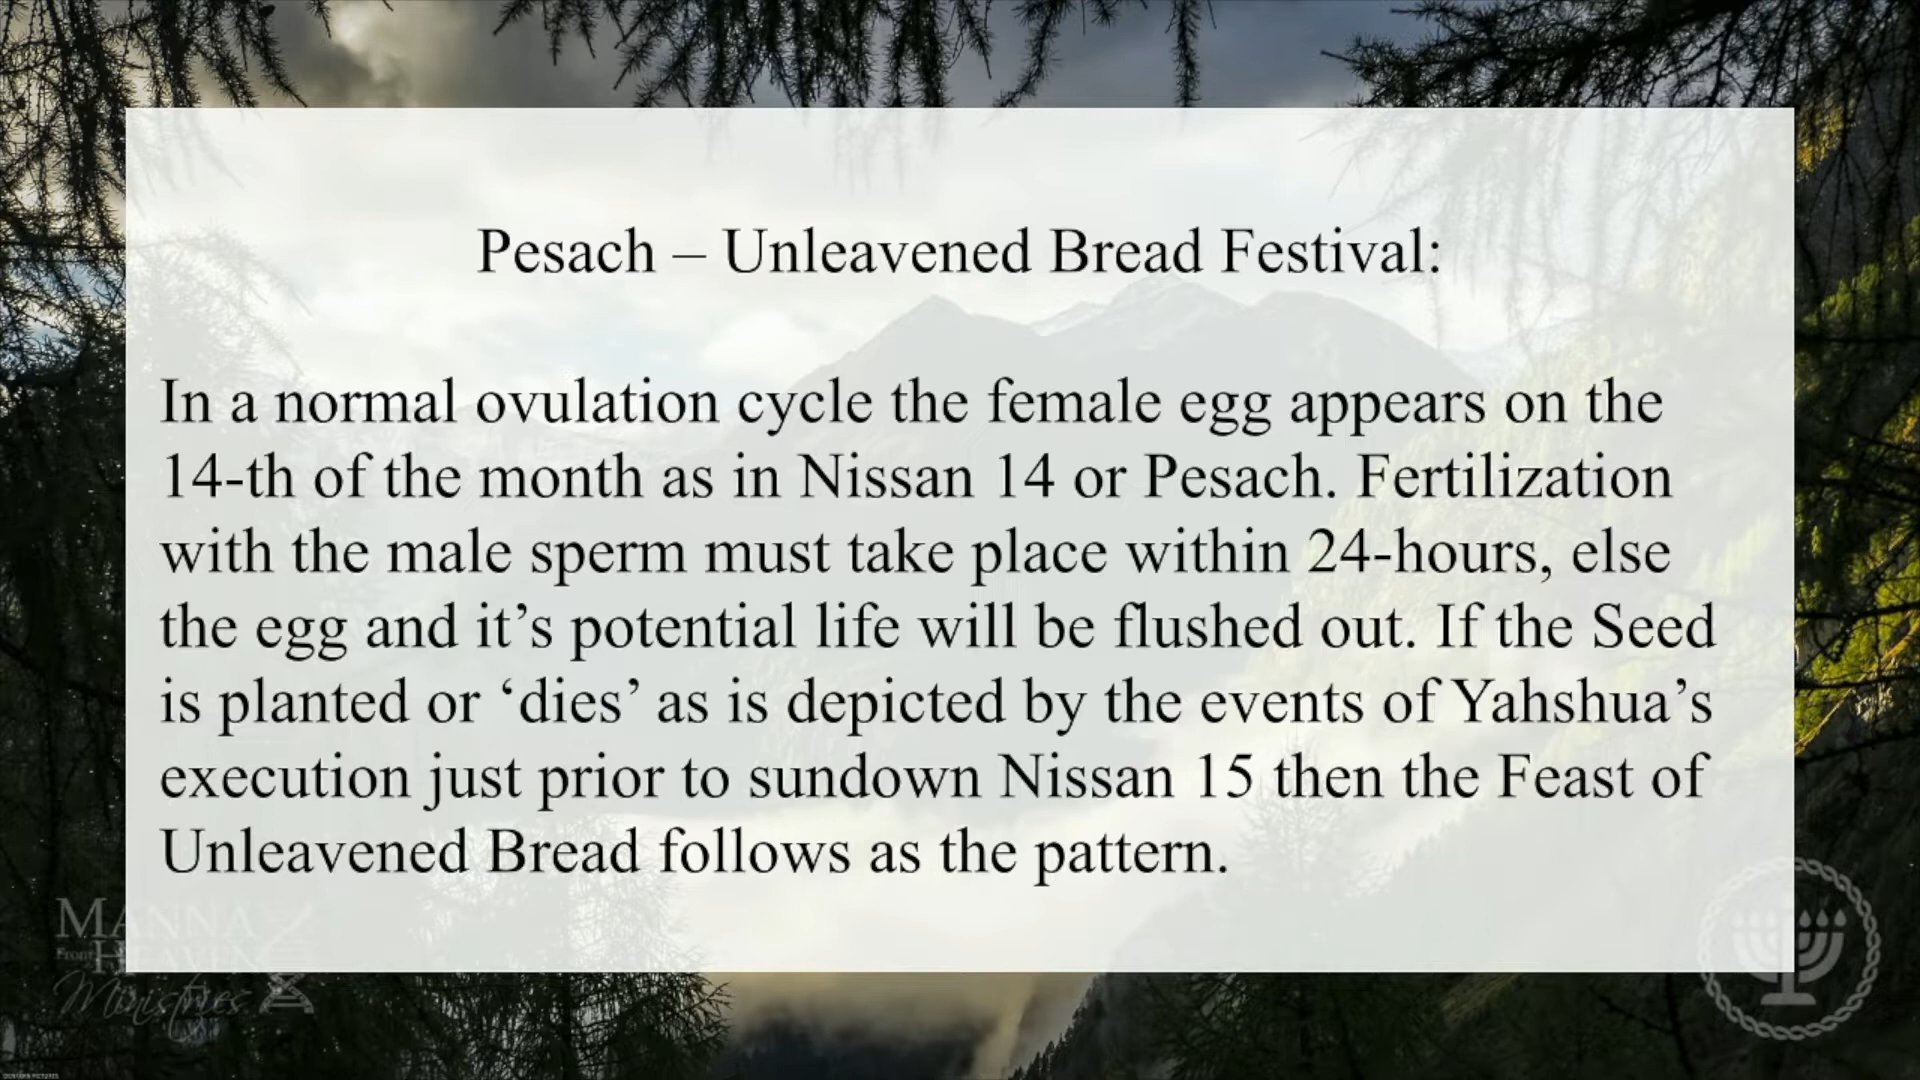 Pesach – Unleavened Bread Festival:
In a normal ovulation cycle the female egg appears on the
14-th of the month as in Nissan 14 or Pesach. Fertilization
with the male sperm must take place within 24-hours, else
the egg and it’s potential life will be flushed out. If the Seed
is planted or ‘dies’ as is depicted by the events of Yahshua’s
execution just prior to sundown Nissan 15 then the Feast of
Unleavened Bread follows as the pattern.
MANNA
From HEAVEN
Ministries